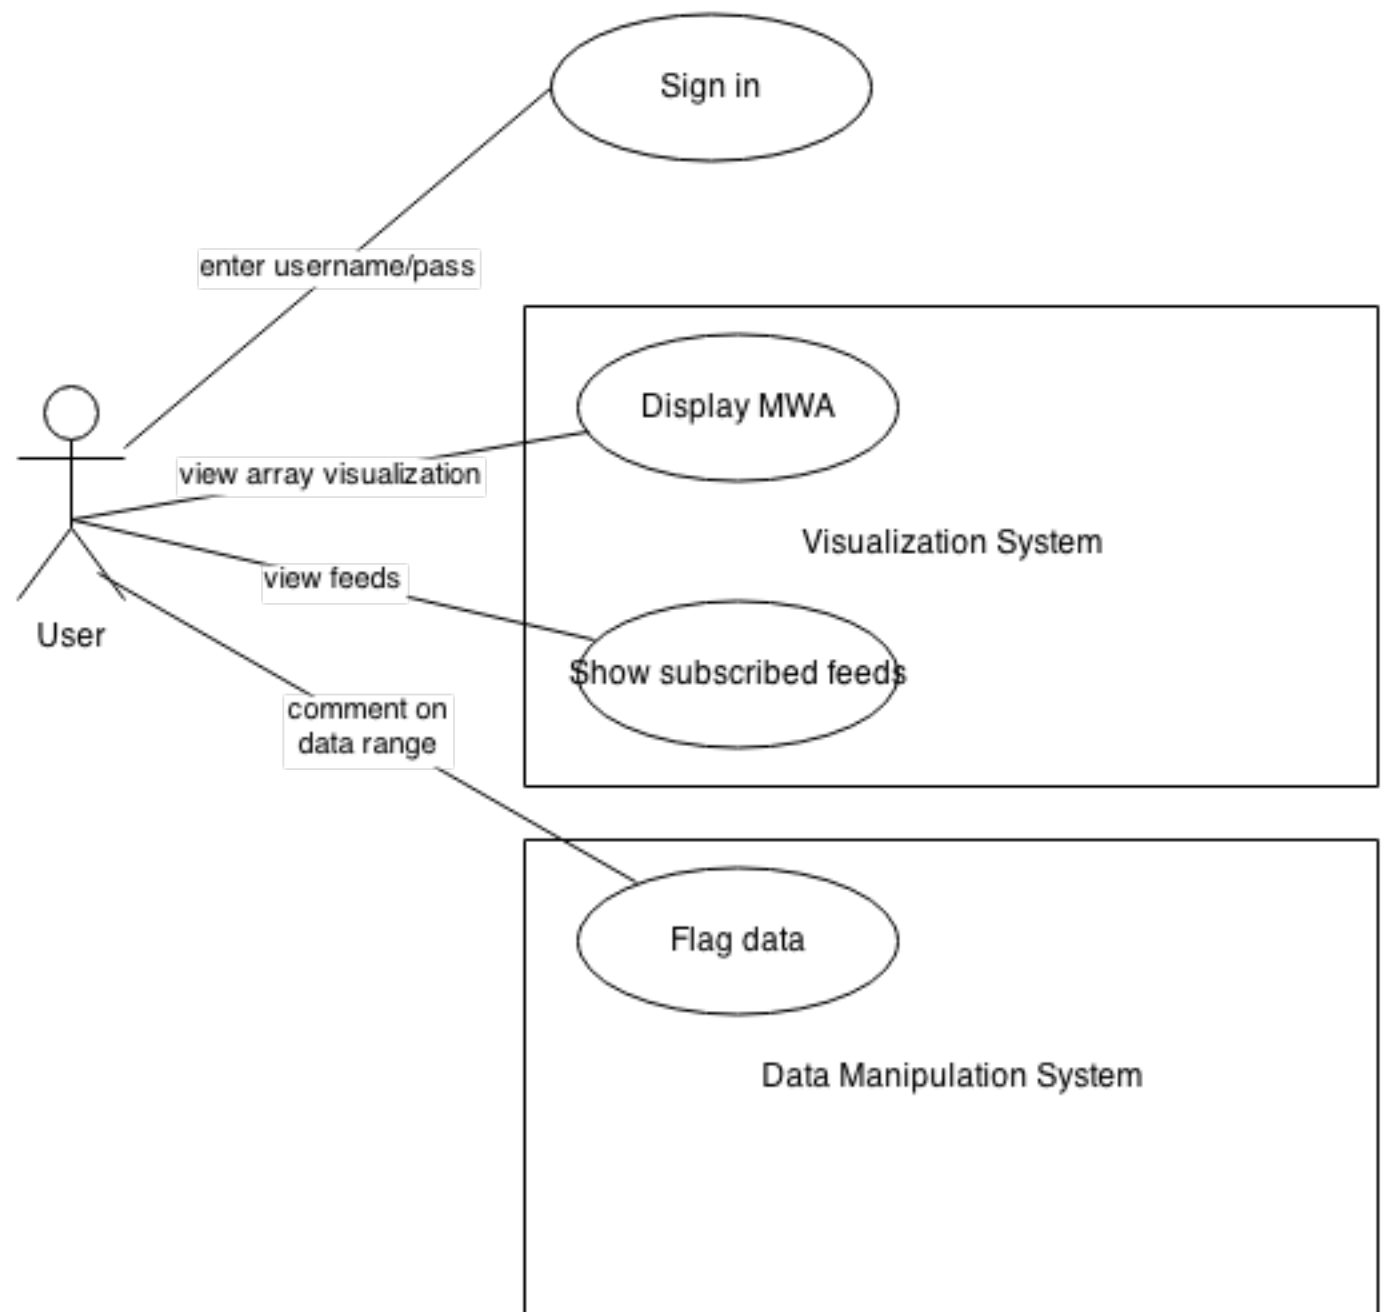 Sign in
enter username/pass
Display MWA
view array visualization
Visualization System
view feeds
User
Show subscribed feeds
comment on
data range
Flag data
Data Manipulation System